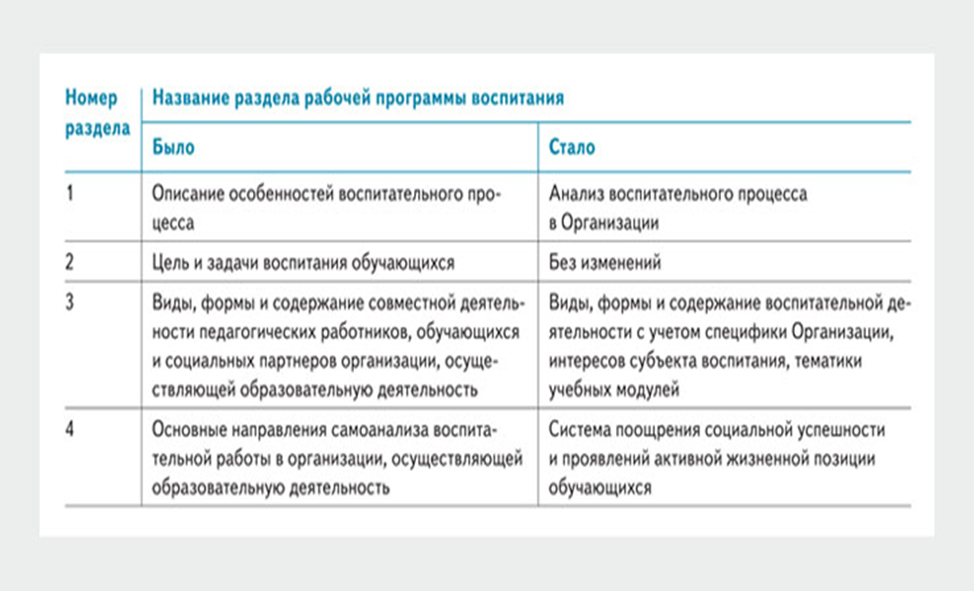 Номер раздела
Название раздела рабочей программы воспитания
Было
Стало
1
Описание особенностей воспитательного про-
цесса
Анализ воспитательного процесса
в Организации
2
Цель и задачи воспитания обучающихся
Без изменений
3
Виды, формы и содержание совместной деятель-
ности педагогических работников, обучающихся
и социальных партнеров организации, осуще-
ствляющей образовательную деятельность
Виды, формы и содержание воспитательной де-
ятельности с учетом специфики Организации,
интересов субъекта воспитания, тематики
учебных модулей
4
Основные направления самоанализа воспита-
тельной работы в организации, осуществляющей
образовательную деятельность
Система поощрения социальной успешности
и проявлений активной жизненной позиции
обучающихся